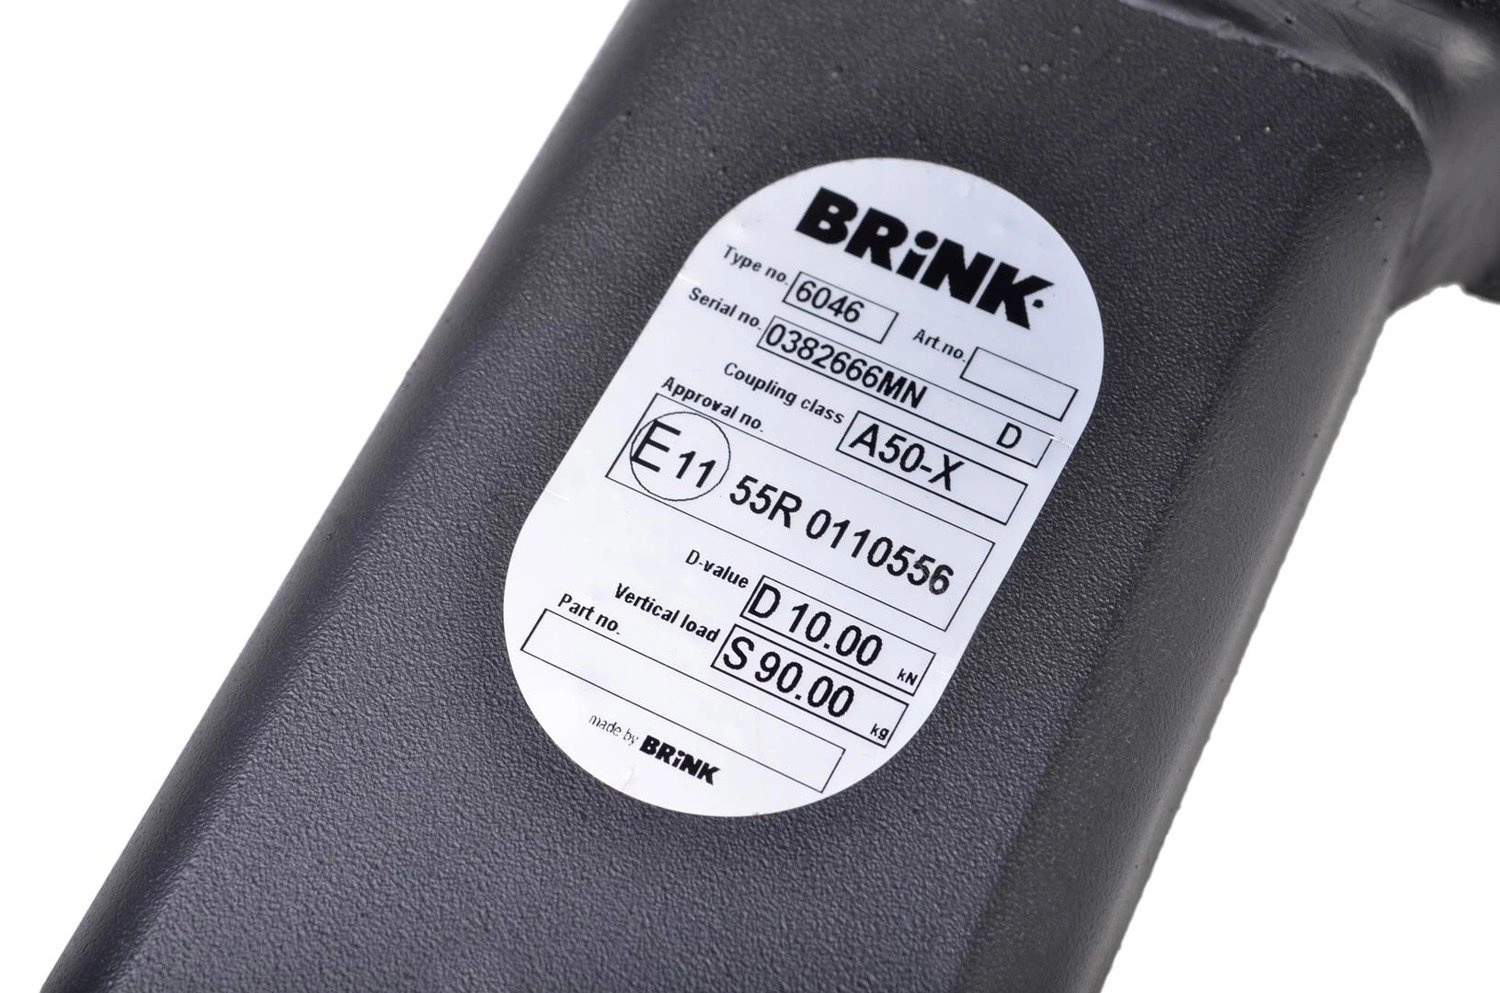 BRiNK
Type no. 6046 Art.no.
Serial no. 0382666MN D
Coupling class A50-X
Approval no.
E11 55R 0110556
D-value D 10.00 kN
Vertical load S 90.00 kg
Part no.
made by BRiNK